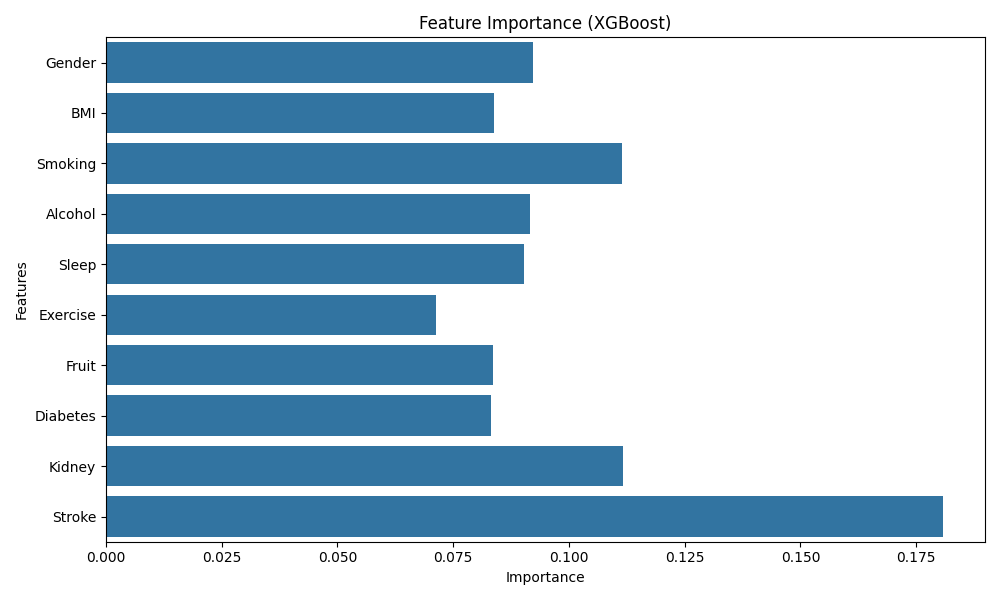 Feature Importance (XGBoost)
Gender
BMI
Smoking
Alcohol
Sleep
Exercise
Fruit
Diabetes
Kidney
Stroke
Features
0.000 0.025 0.050 0.075 0.100 0.125 0.150 0.175
Importance